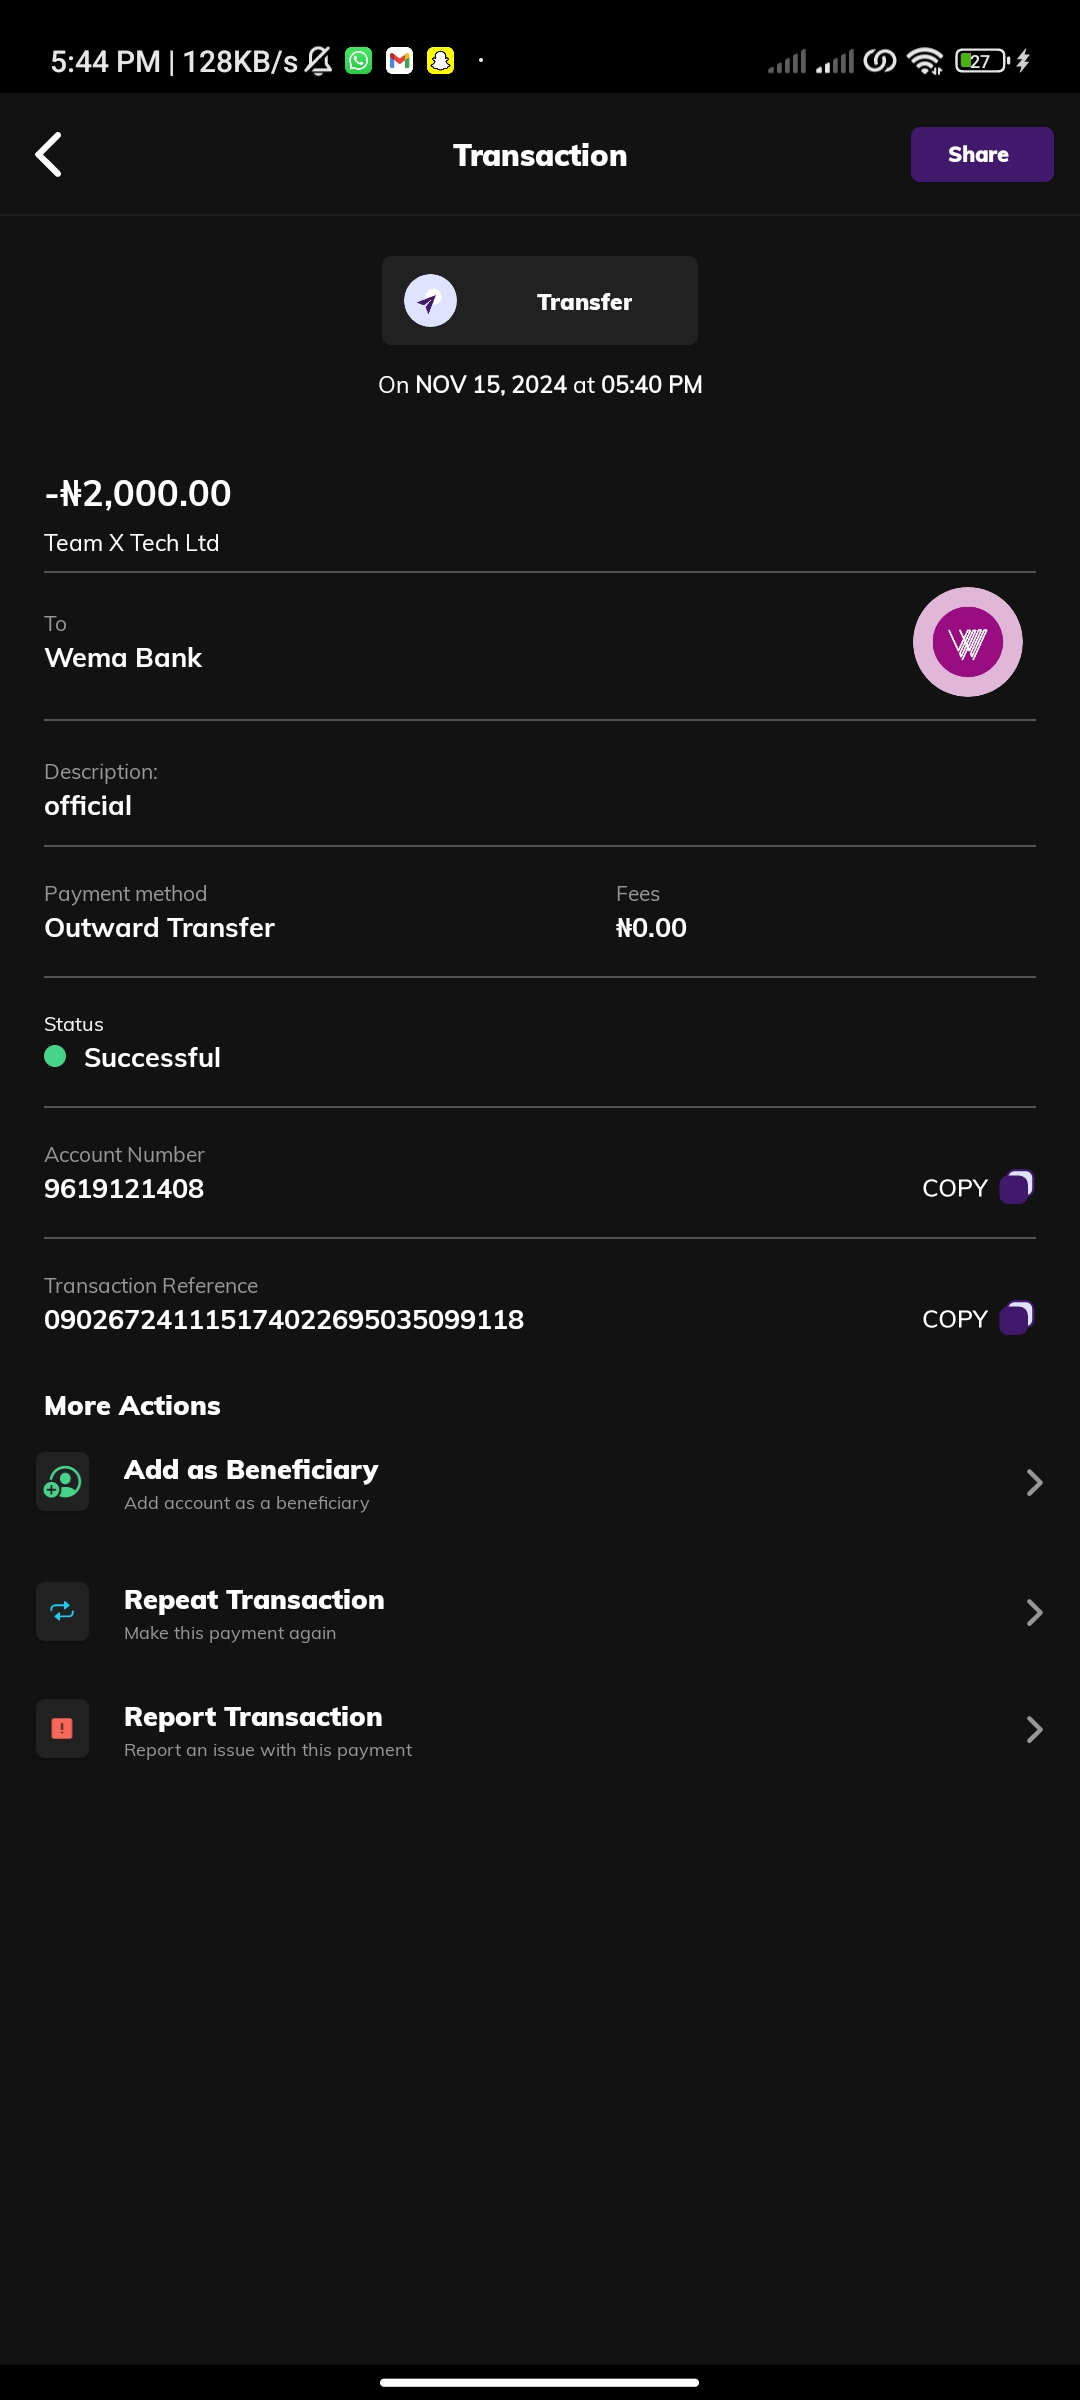 5:44 PM | 128KB/s
27
Transaction
Share
Transfer
On NOV 15, 2024 at 05:40 PM
-₦2,000.00
Team X Tech Ltd
To
Wema Bank
Description:
official
Payment method Fees
Outward Transfer ₦0.00
Status
Successful
Account Number
9619121408 COPY
Transaction Reference
090267241115174022695035099118 COPY
More Actions
Add as Beneficiary
Add account as a beneficiary
Repeat Transaction
Make this payment again
Report Transaction
Report an issue with this payment